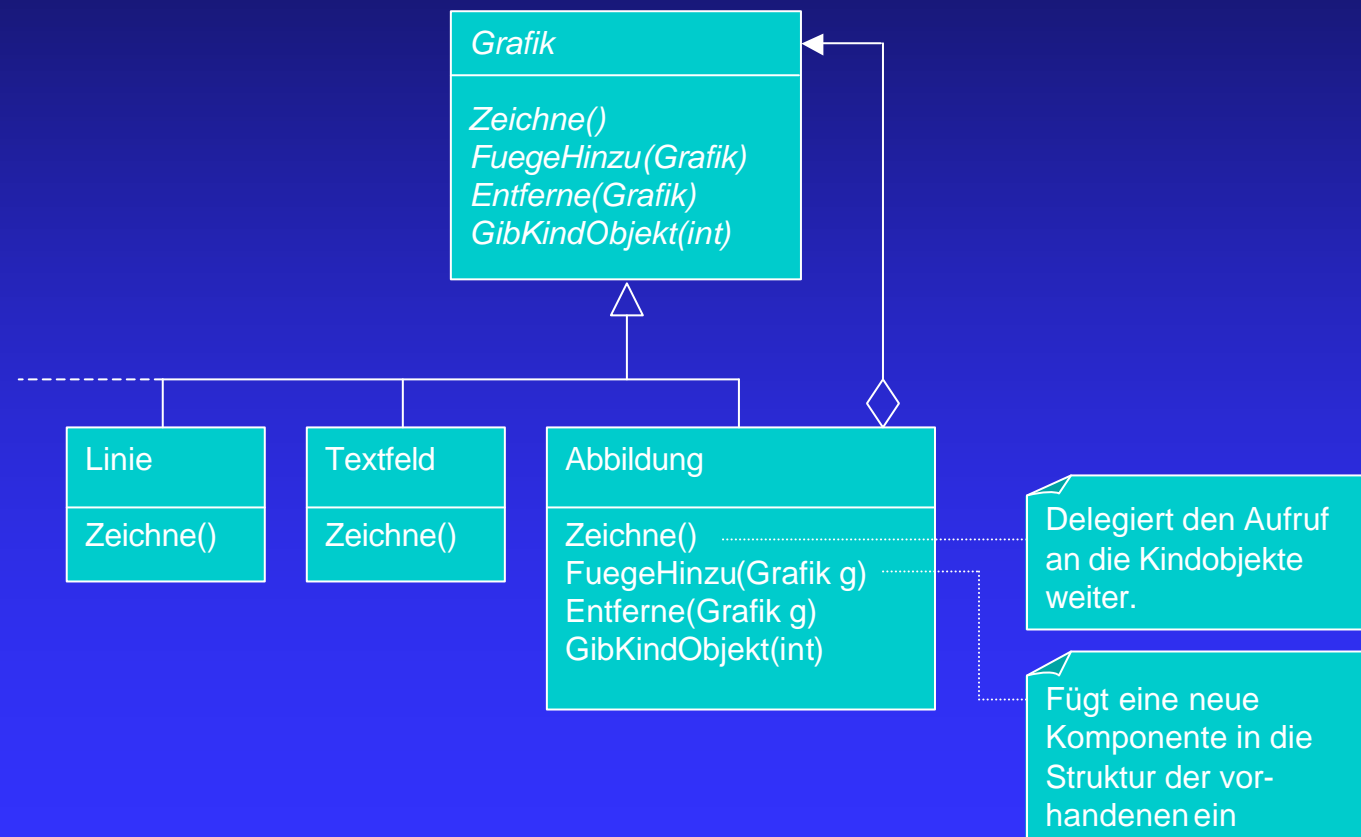 Grafik
Zeichne()
FuegeHinzu(Grafik)
Entferne(Grafik)
GibKindObjekt(int)
Linie
Zeichne()
Textfeld
Zeichne()
Abbildung
Zeichne()
FuegeHinzu(Grafik g)
Entferne(Grafik g)
GibKindObjekt(int)
Delegiert den Aufruf
an die Kindobjekte
weiter.
Fügt eine neue
Komponente in die
Struktur der vor-
handenen ein